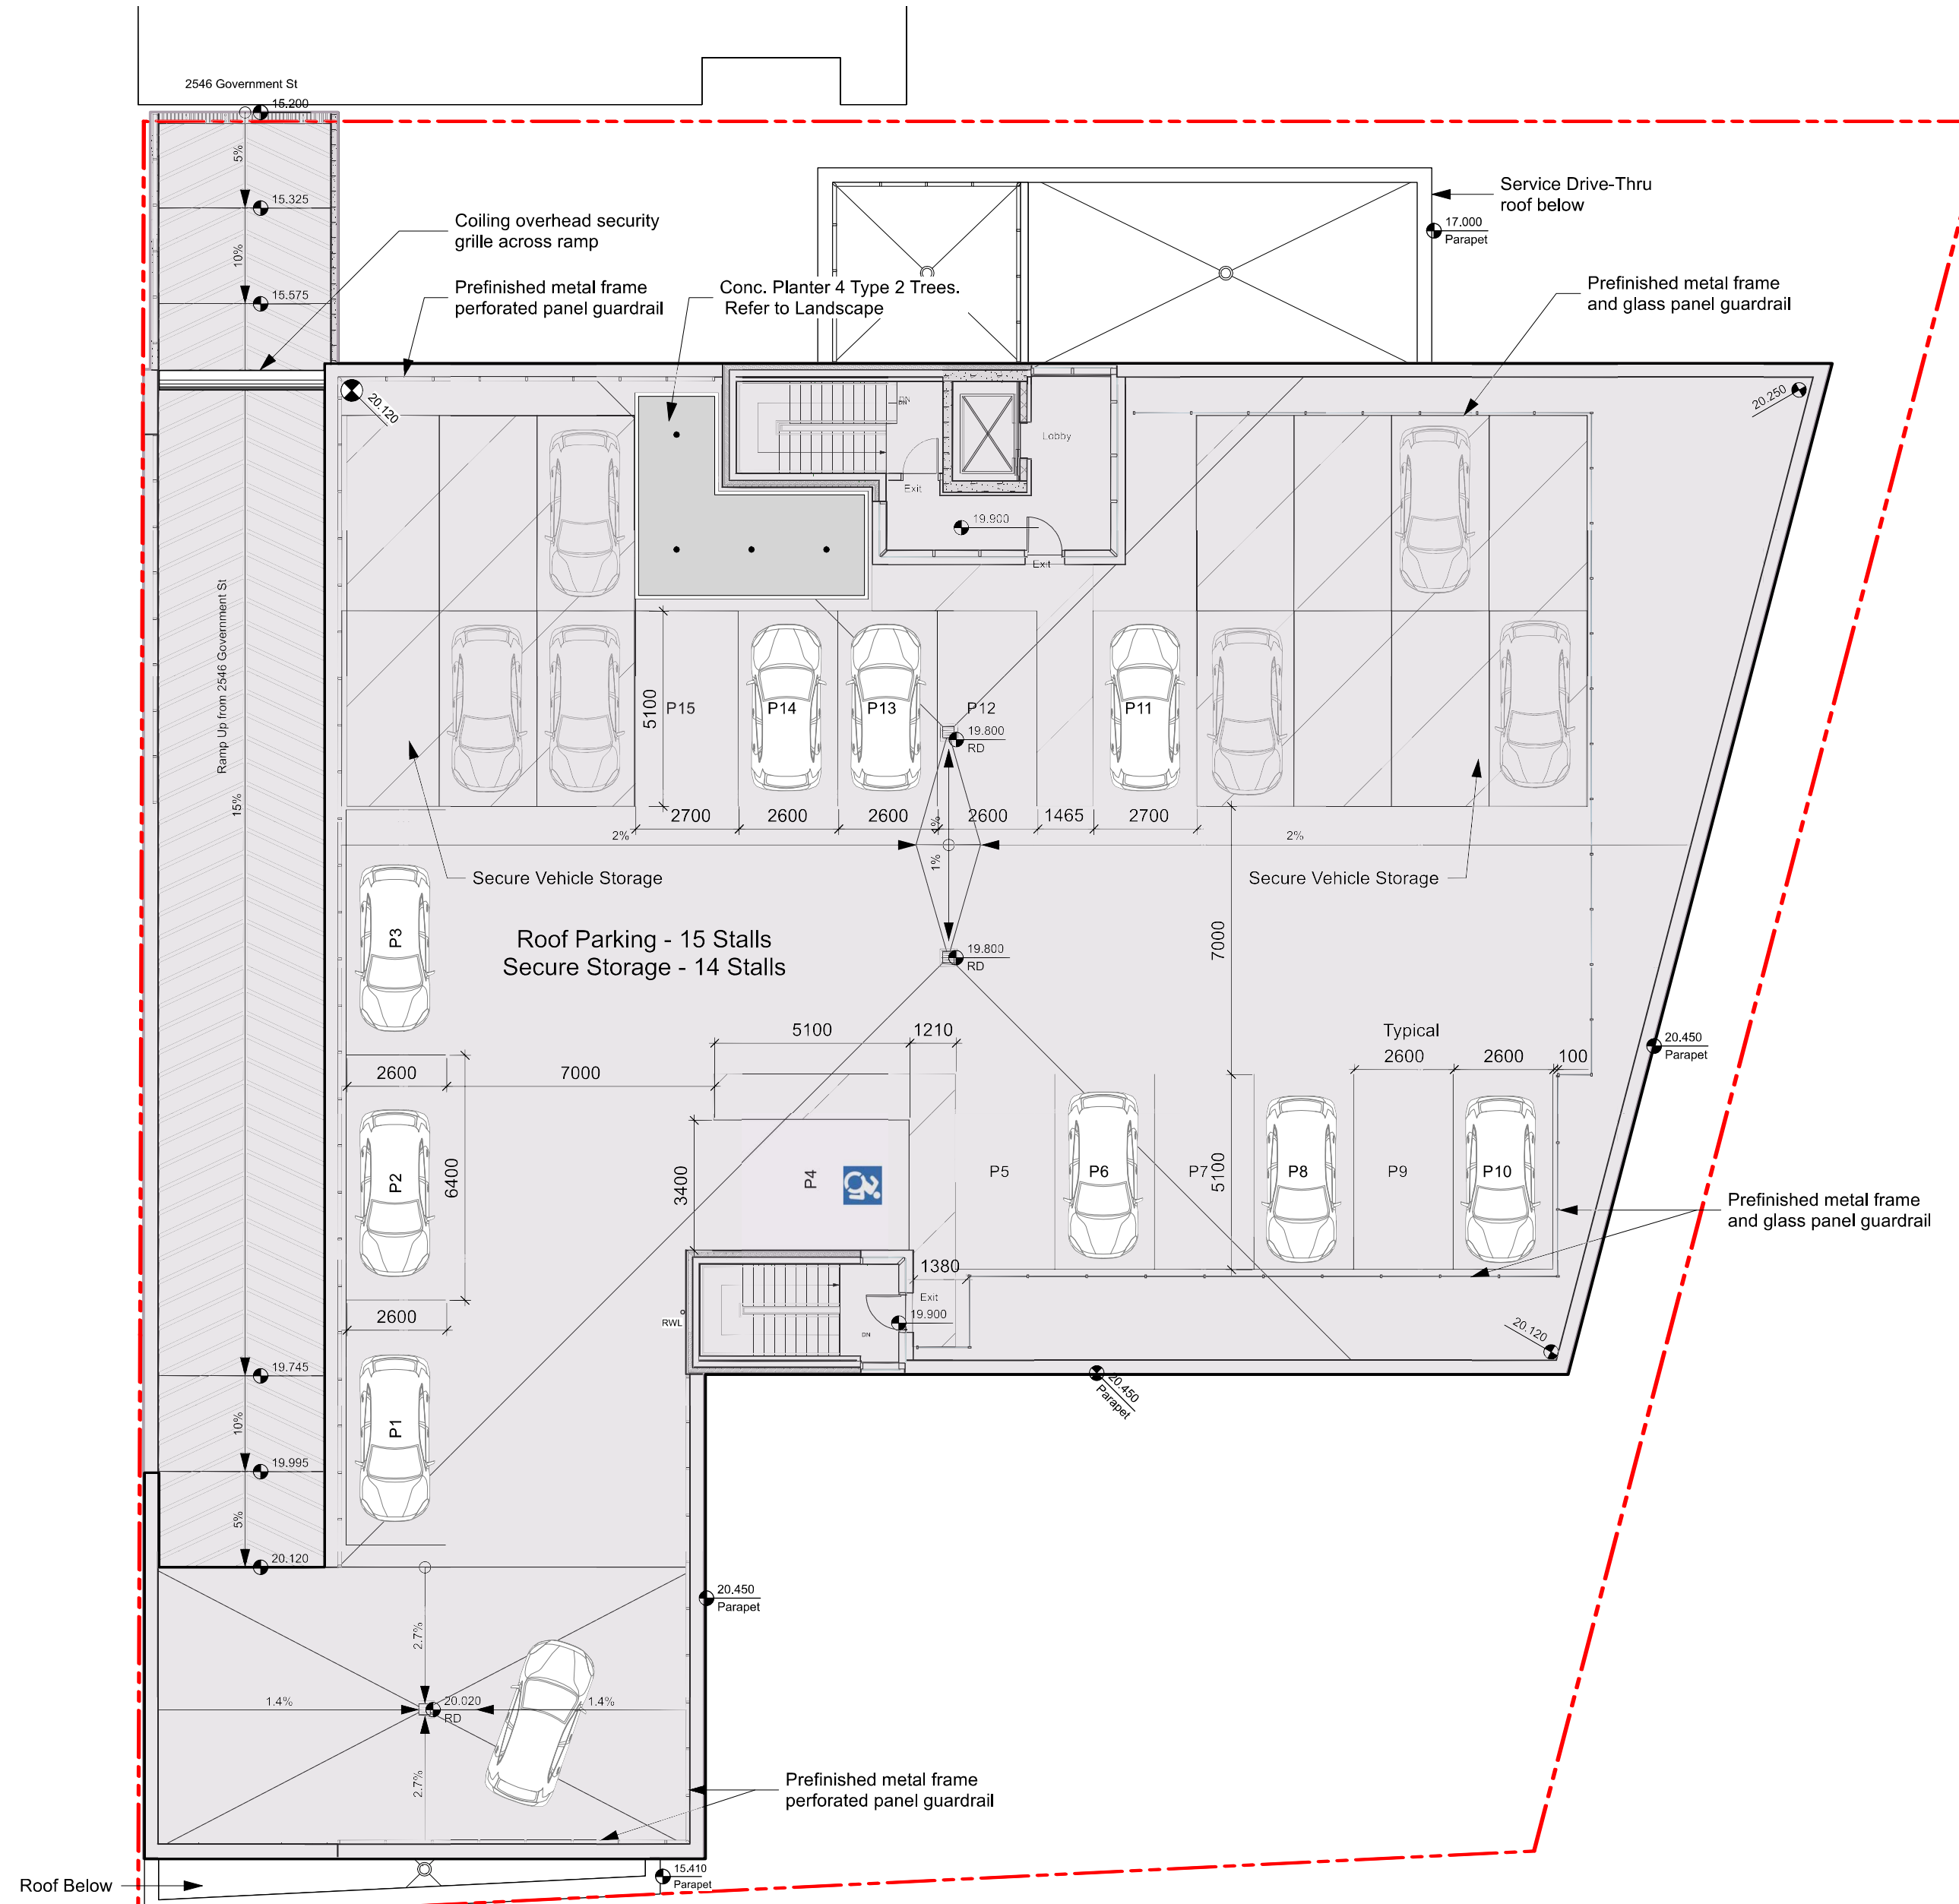 2546 Government St
15.200
5%
15.325
10%
15.575
Coiling overhead security
grille across ramp
Prefinished metal frame
perforated panel guardrail
Conc. Planter 4 Type 2 Trees.
Refer to Landscape
Service Drive-Thru
roof below
17.000
Parapet
Prefinished metal frame
and glass panel guardrail
20.120
20.250
DN
Lobby
Exit
19.900
Exit
Ramp Up from 2546 Government St
15%
5100
P15
P14
P13
P12
P11
19.800
RD
2700
2600
2600
2600
1465
2700
2%
1%
1%
2%
Secure Vehicle Storage
Secure Vehicle Storage
P3
Roof Parking - 15 Stalls
Secure Storage - 14 Stalls
7000
19.800
RD
5100
1210
Typical
2600
2600
100
20.450
Parapet
2600
7000
P2
6400
3400
P4
P5
P6
P7
5100
P8
P9
P10
Prefinished metal frame
and glass panel guardrail
1380
Exit
19.900
DN
RWL
2600
20.120
20.450
Parapet
19.745
10%
P1
19.995
5%
20.120
20.450
Parapet
2.7%
1.4%
20.020
RD
1.4%
2.7%
Prefinished metal frame
perforated panel guardrail
15.410
Parapet
Roof Below